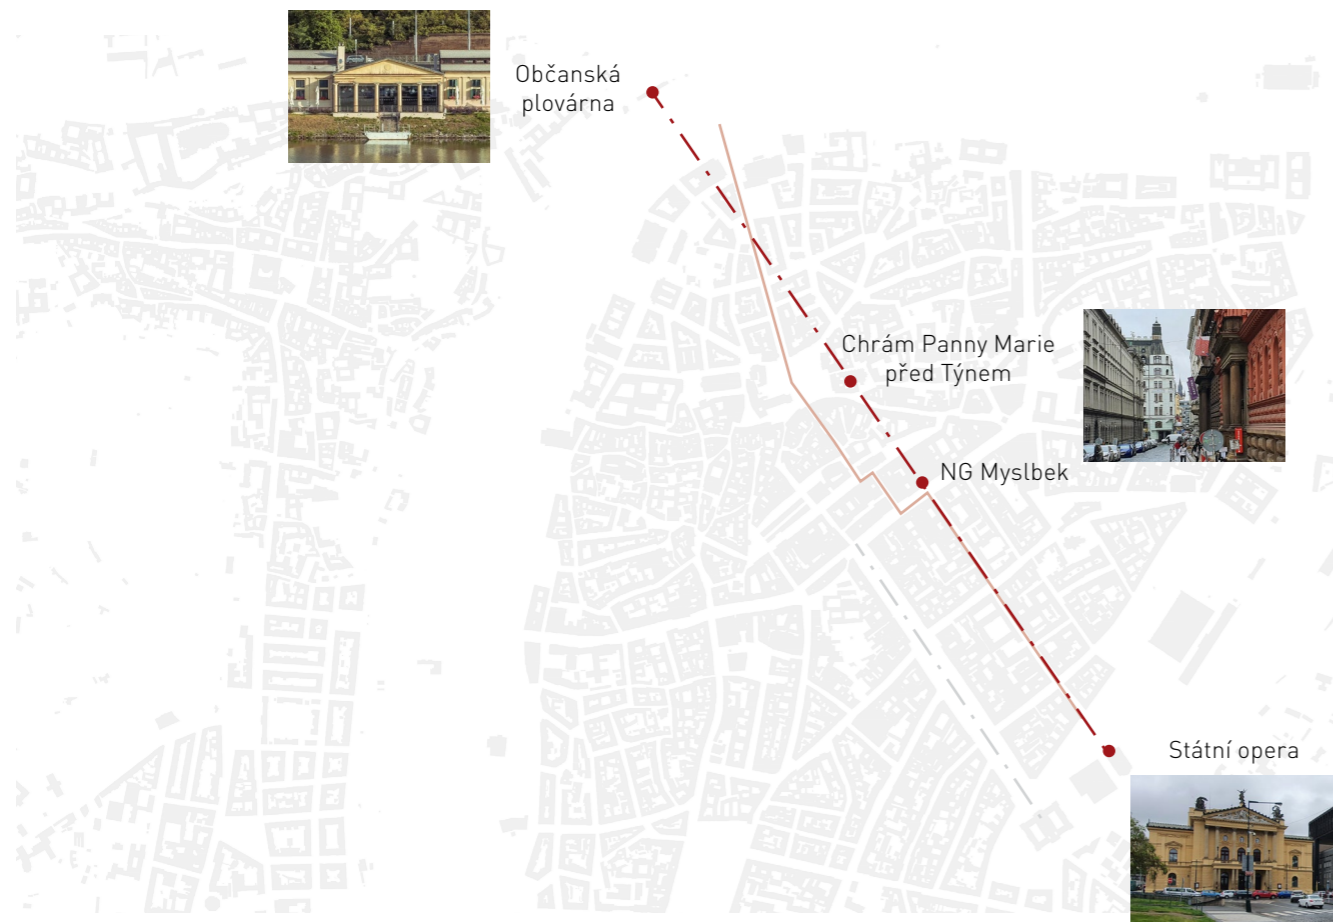 Občanská
plovárna
Chrám Panny Marie
před Týnem
NG Myslbek
Státní opera